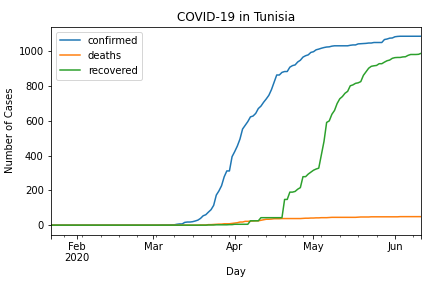 COVID-19 in Tunisia
confirmed
deaths
recovered
Number of Cases
1000
800
600
400
200
0
Feb Mar Apr May Jun
2020
Day